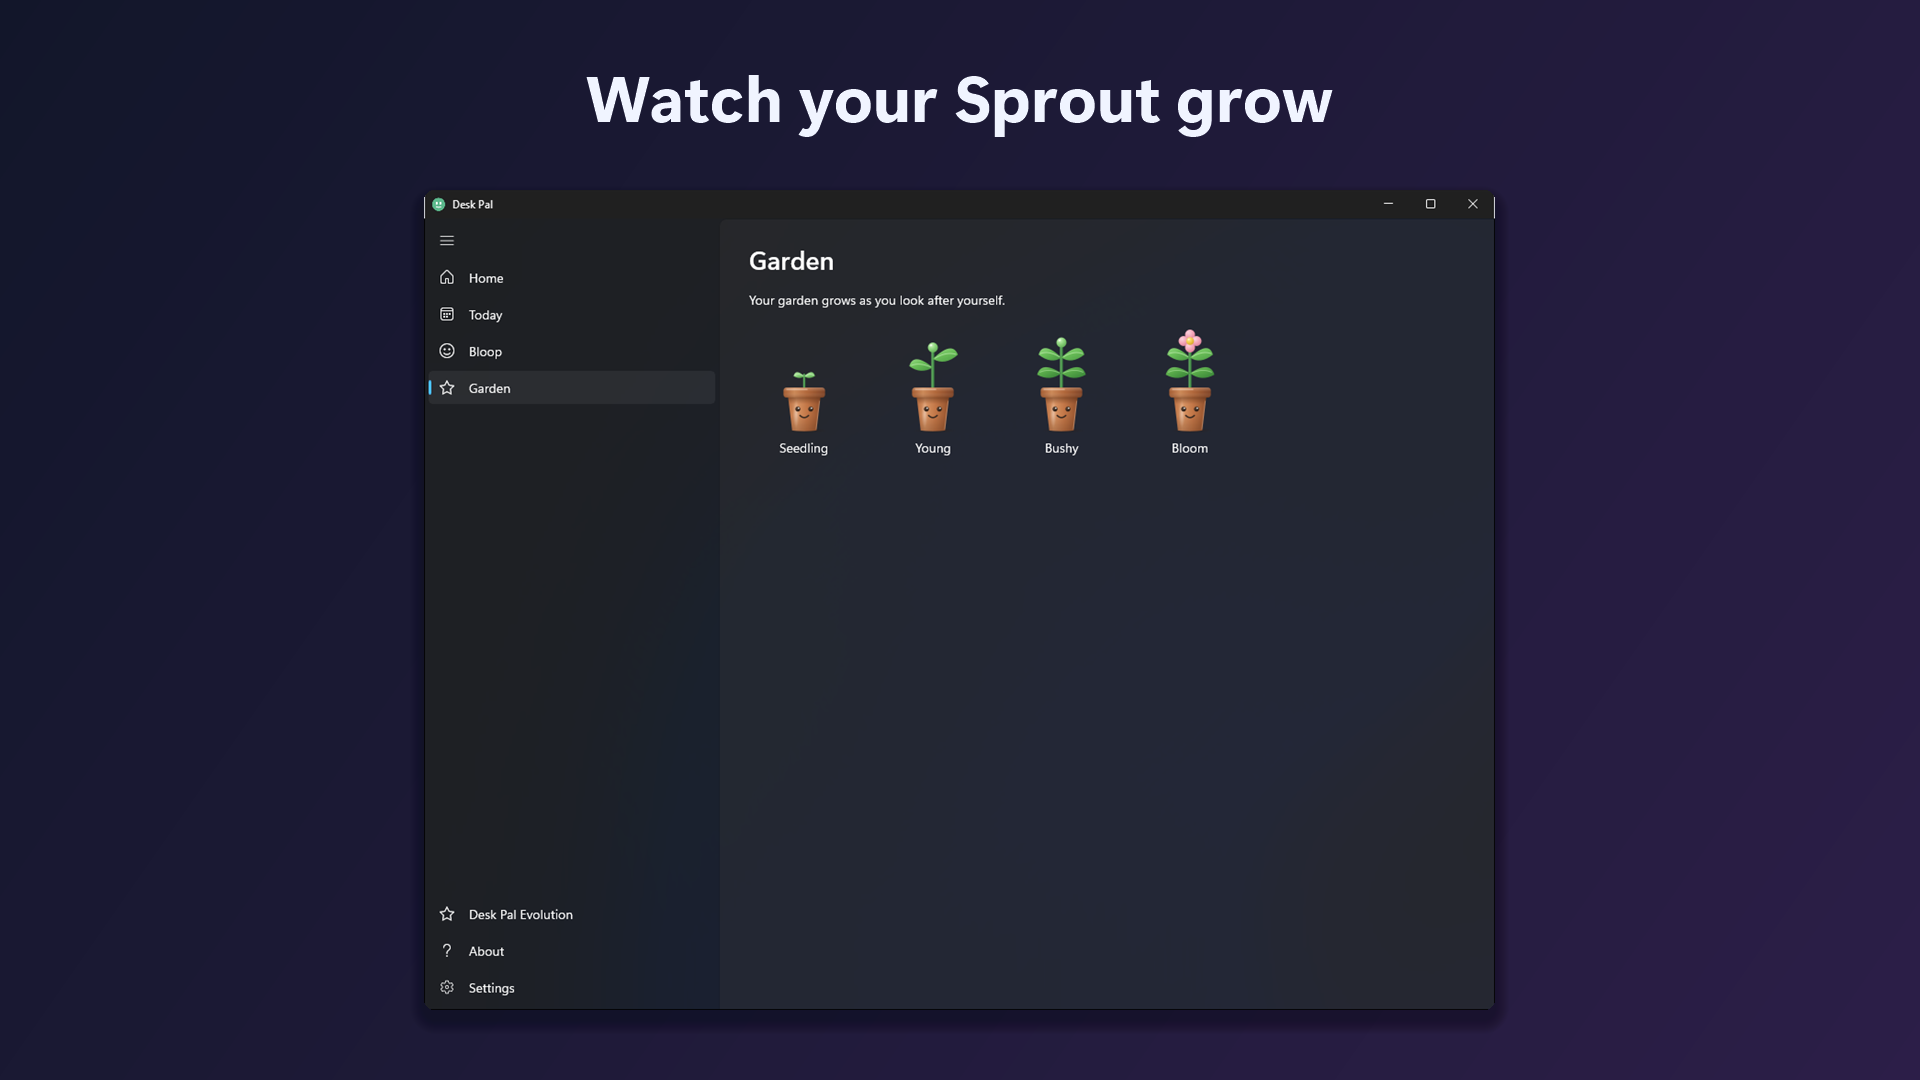 Watch your Sprout grow
Desk Pal
Home
Today
Bloop
Garden
Desk Pal Evolution
About
Settings
Garden
Your garden grows as you look after yourself.
Seedling
Young
Bushy
Bloom